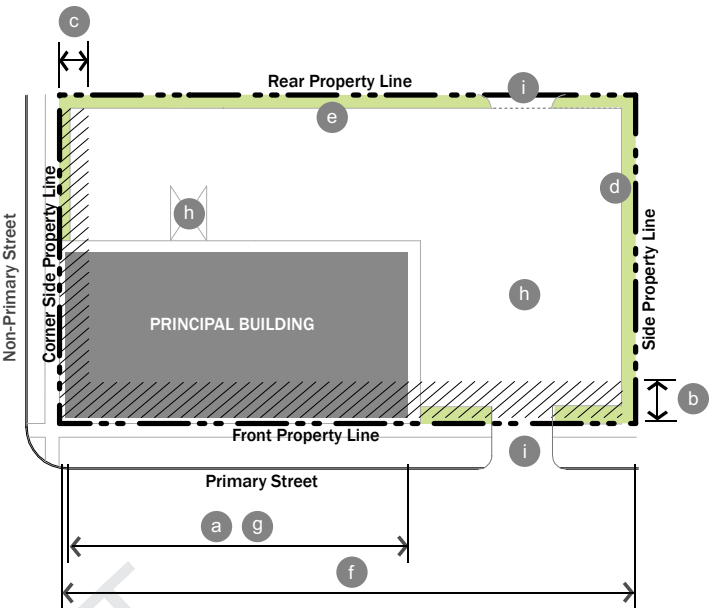 c
Rear Property Line
i
e
d
h
Non-Primary Street
Corner Side Property Line
Side Property Line
h
PRINCIPAL BUILDING
b
Front Property Line
i
Primary Street
a g
f